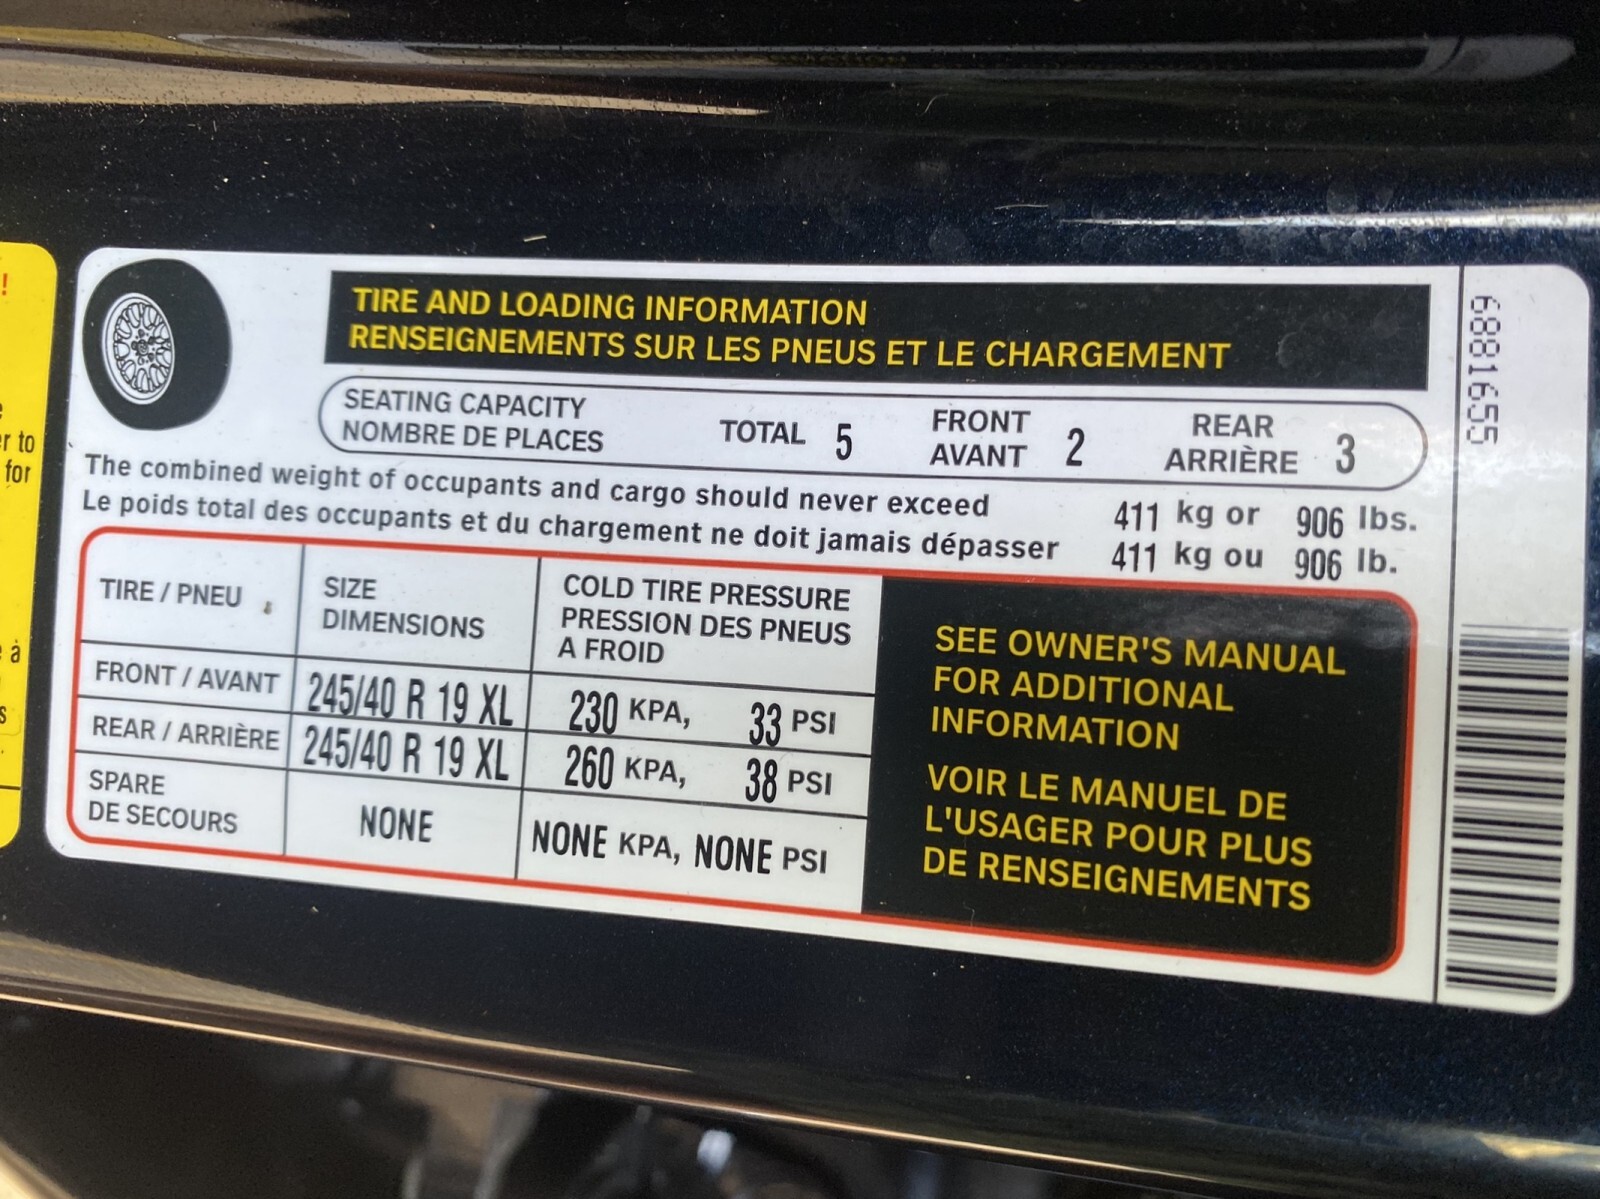 !
r to
for
à
s
TIRE AND LOADING INFORMATION
RENSEIGNEMENTS SUR LES PNEUS ET LE CHARGEMENT
SEATING CAPACITY
NOMBRE DE PLACES
TOTAL 5
FRONT
AVANT 2
REAR
ARRIÈRE 3
The combined weight of occupants and cargo should never exceed 411 kg or 906 lbs.
Le poids total des occupants et du chargement ne doit jamais dépasser 411 kg ou 906 lb.
TIRE / PNEU
SIZE
DIMENSIONS
COLD TIRE PRESSURE
PRESSION DES PNEUS
A FROID
FRONT / AVANT 245/40 R 19 XL 230 KPA, 33 PSI
REAR / ARRIÈRE 245/40 R 19 XL 260 KPA, 38 PSI
SPARE
DE SECOURS
NONE
NONE KPA, NONE PSI
SEE OWNER'S MANUAL
FOR ADDITIONAL
INFORMATION
VOIR LE MANUEL DE
L'USAGER POUR PLUS
DE RENSEIGNEMENTS
6881655